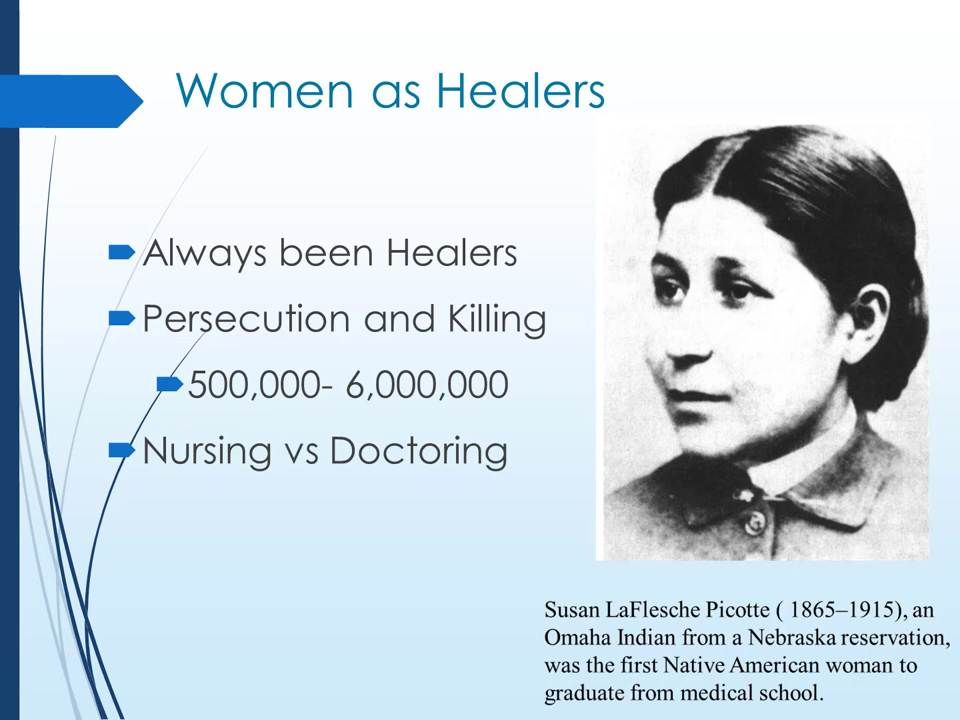 Women as Healers
Always been Healers
Persecution and Killing
500,000- 6,000,000
Nursing vs Doctoring
Susan LaFlesche Picotte ( 1865–1915), an
Omaha Indian from a Nebraska reservation,
was the first Native American woman to
graduate from medical school.